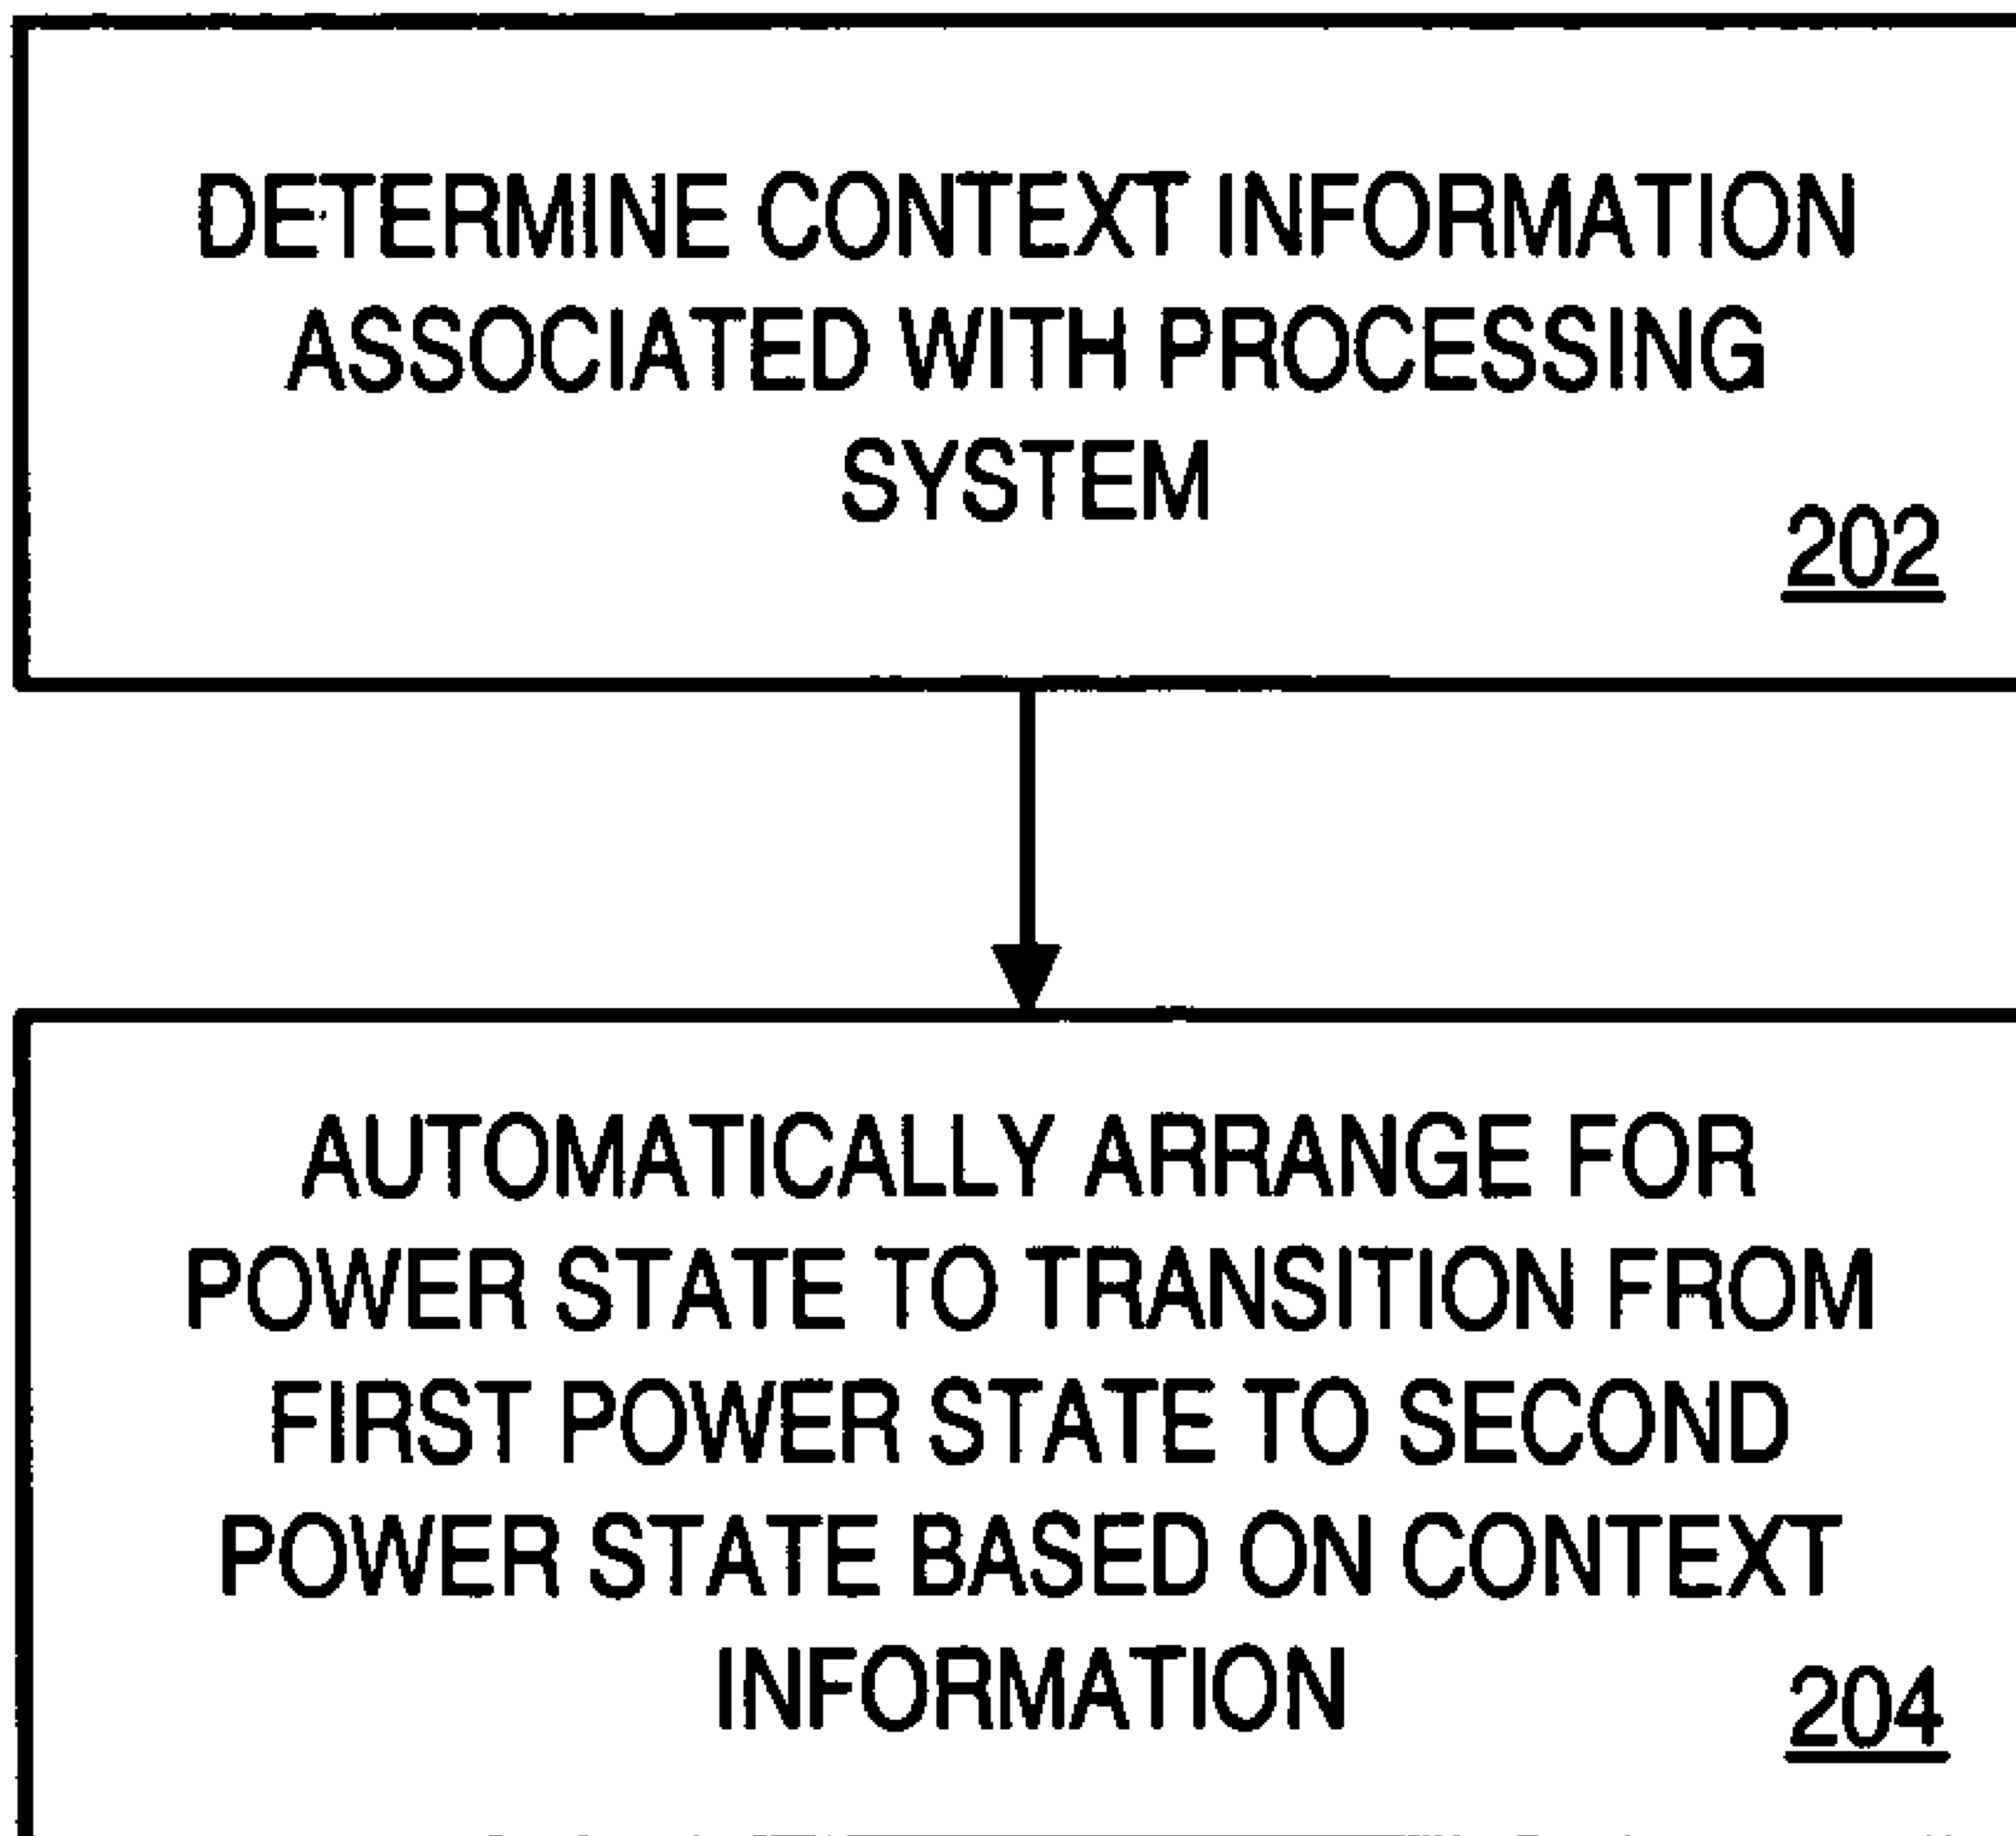 DETERMINE CONTEXT INFORMATION
ASSOCIATED WITH PROCESSING
SYSTEM
202
AUTOMATICALLY ARRANGE FOR
POWER STATE TO TRANSITION FROM
FIRST POWER STATE TO SECOND
POWER STATE BASED ON CONTEXT
INFORMATION
204